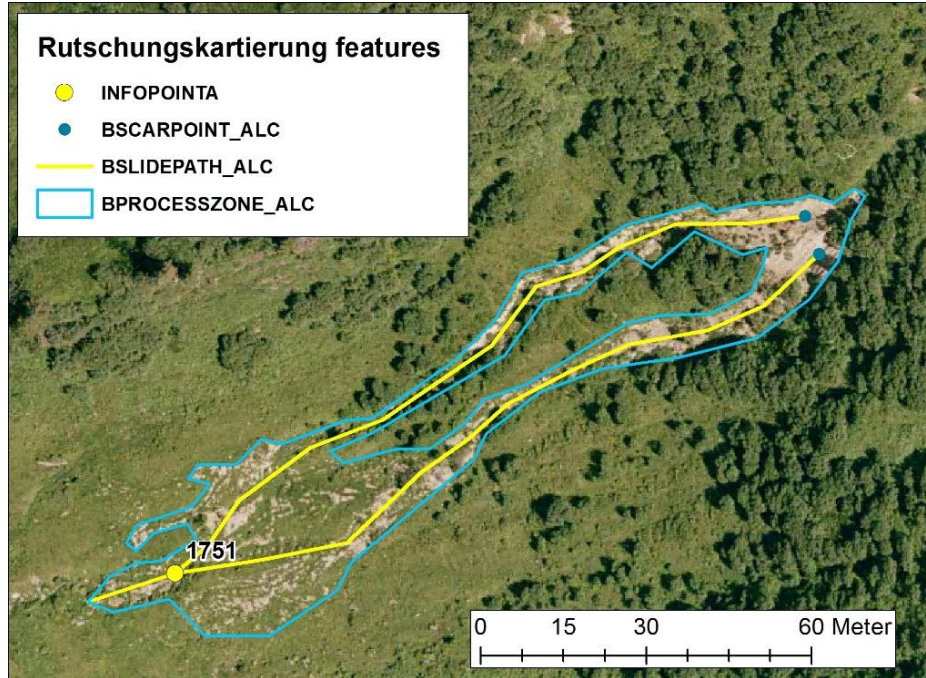 Rutschungskartierung features
INFOPOINTA
BSCARPOINT_ALC
BSLIDEPATH_ALC
BPROCESSZONE_ALC
1751
0 15 30 60 Meter